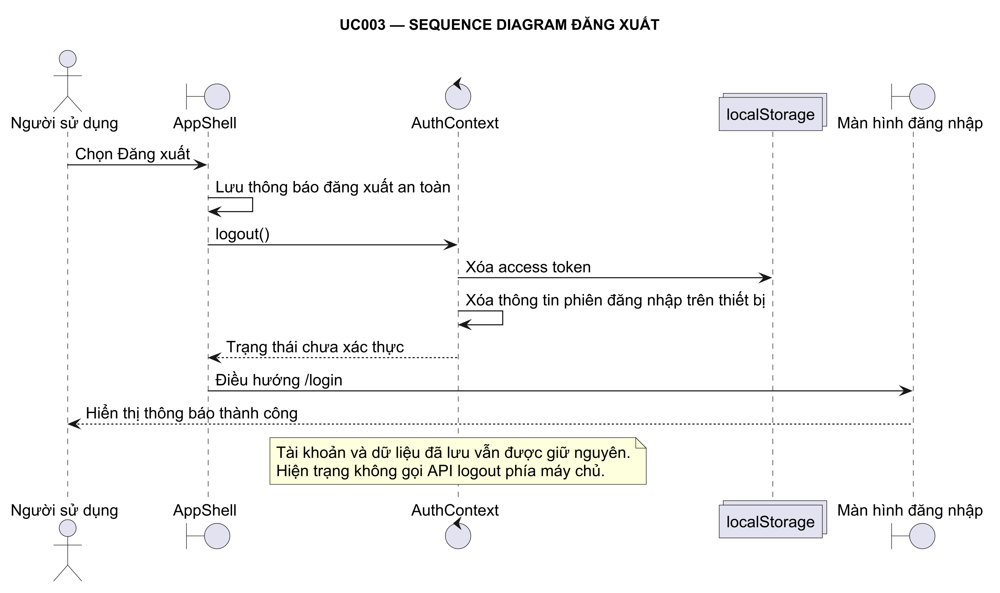 UC003 — SEQUENCE DIAGRAM ĐĂNG XUẤT
Người sử dụng
AppShell
AuthContext
localStorage
Màn hình đăng nhập
Chọn Đăng xuất
Lưu thông báo đăng xuất an toàn
logout()
Xóa access token
Xóa thông tin phiên đăng nhập trên thiết bị
Trạng thái chưa xác thực
Điều hướng /login
Hiển thị thông báo thành công
Tài khoản và dữ liệu đã lưu vẫn được giữ nguyên.
Hiện trạng không gọi API logout phía máy chủ.
Người sử dụng
AppShell
AuthContext
localStorage
Màn hình đăng nhập